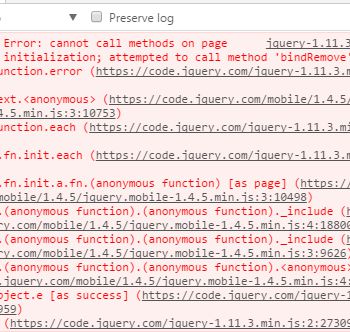 ▼ Preserve log
Error: cannot call methods on page jquery-1.11.3.m
initialization; attempted to call method 'bindRemove'
unction.error (https://code.jquery.com/jquery-1.11.3.m
ext.<anonymous> (https://code.jquery.com/mobile/1.4.5/
.4.5.min.js:3:10753)
unction.each (https://code.jquery.com/jquery-1.11.3.mi
fn.init.each (https://code.jquery.com/jquery-1.11.3.m
.fn.init.a.fn.(anonymous function) [as page] (https://
mobile/1.4.5/jquery.mobile-1.4.5.min.js:3:10498)
.(anonymous function).(anonymous function)._include (h
ery.com/mobile/1.4.5/jquery.mobile-1.4.5.min.js:4:18800
.(anonymous function).(anonymous function)._include (h
ery.com/mobile/1.4.5/jquery.mobile-1.4.5.min.js:3:9626)
.(anonymous function).(anonymous function).<anonymous>
ery.com/mobile/1.4.5/jquery.mobile-1.4.5.min.js:4:
bject.e [as success] (https://code.jquery.com/jquery-1
959)
(https://code.jquery.com/jquery-1.11.3.min.js:2:27309